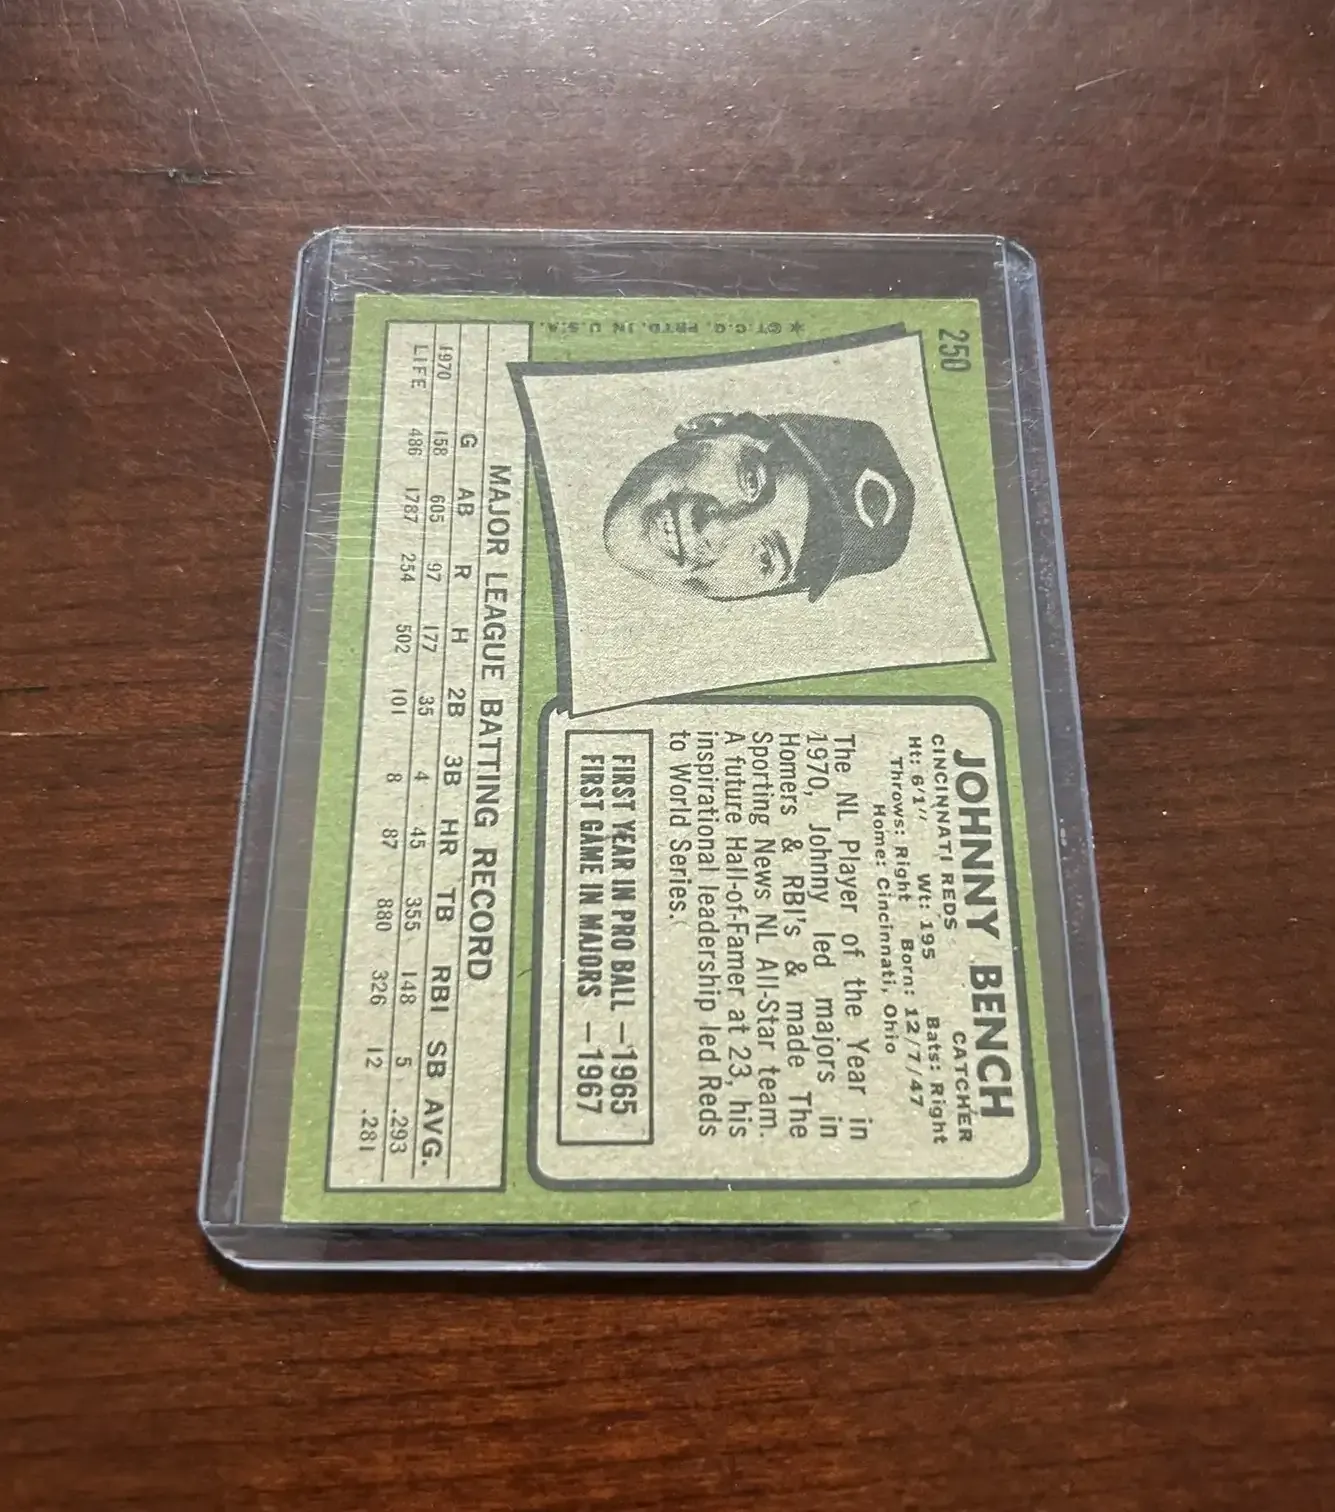 250
*©T.C.G. PRTD. IN U.S.A.
C
JOHNNY BENCH
CINCINNATI REDS CATCHER
Ht: 6'1" Wt: 195 Bats: Right
Throws: Right Born: 12/7/47
Home: Cincinnati, Ohio
The NL Player of the Year in
1970, Johnny led majors in
Homers & RBI's & made The
Sporting News NL All-Star team.
A future Hall-of-Famer at 23, his
inspirational leadership led Reds
to World Series.
FIRST YEAR IN PRO BALL —1965
FIRST GAME IN MAJORS —1967
MAJOR LEAGUE BATTING RECORD
G AB R H 2B 3B HR TB RBI SB AVG.
1970 158 605 97 177 35 4 45 355 148 5 .293
LIFE 486 1787 254 502 101 8 87 880 326 12 .281